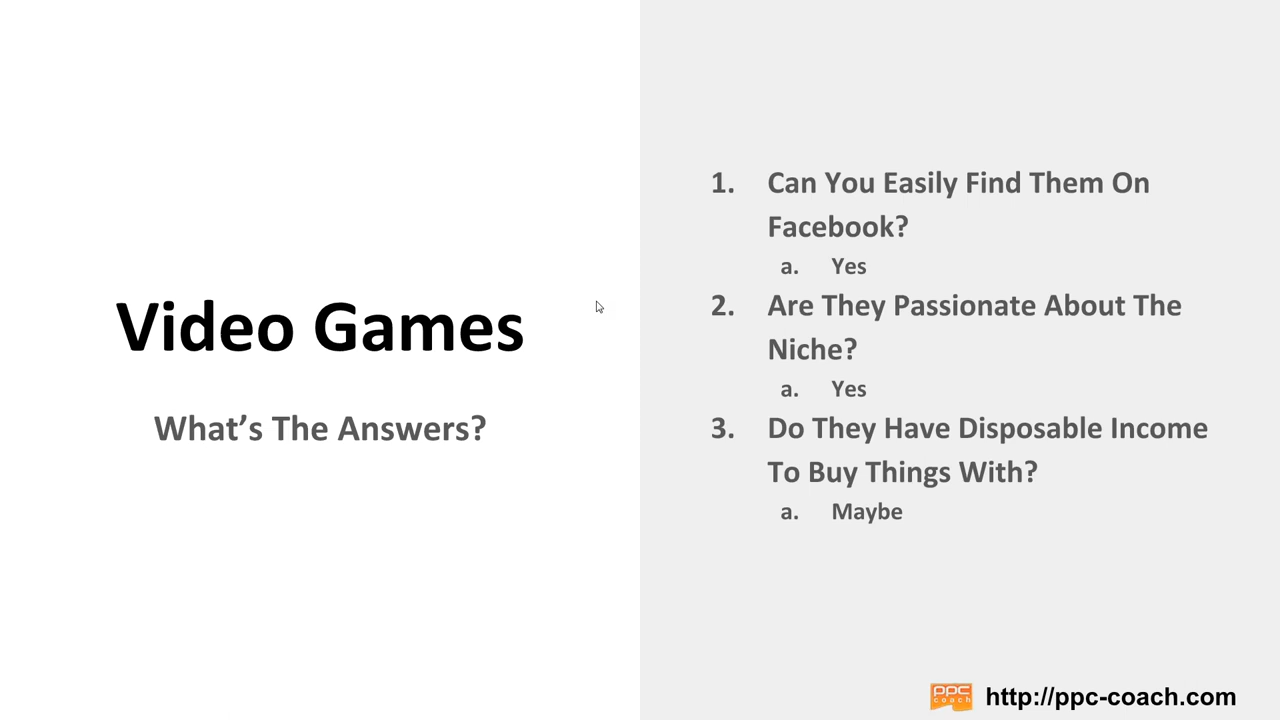 Video Games
What's The Answers?
1. Can You Easily Find Them On
Facebook?
a. Yes
2. Are They Passionate About The
Niche?
a. Yes
3. Do They Have Disposable Income
To Buy Things With?
a. Maybe
ppc
coach
http://ppc-coach.com